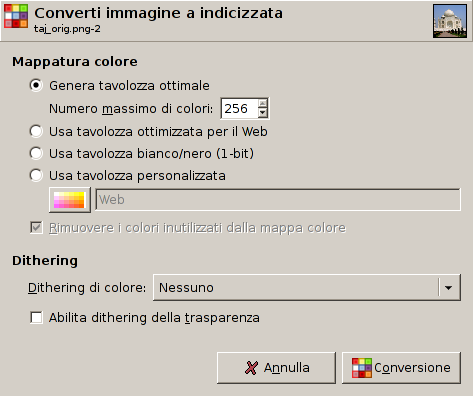 Converti immagine a indicizzata
taj_orig.png-2
Mappatura colore
Genera tavolozza ottimale
Numero massimo di colori: 256
Usa tavolozza ottimizzata per il Web
Usa tavolozza bianco/nero (1-bit)
Usa tavolozza personalizzata
Web
Rimuovere i colori inutilizzati dalla mappa colore
Dithering
Dithering di colore: Nessuno
Abilita dithering della trasparenza
Annulla Conversione